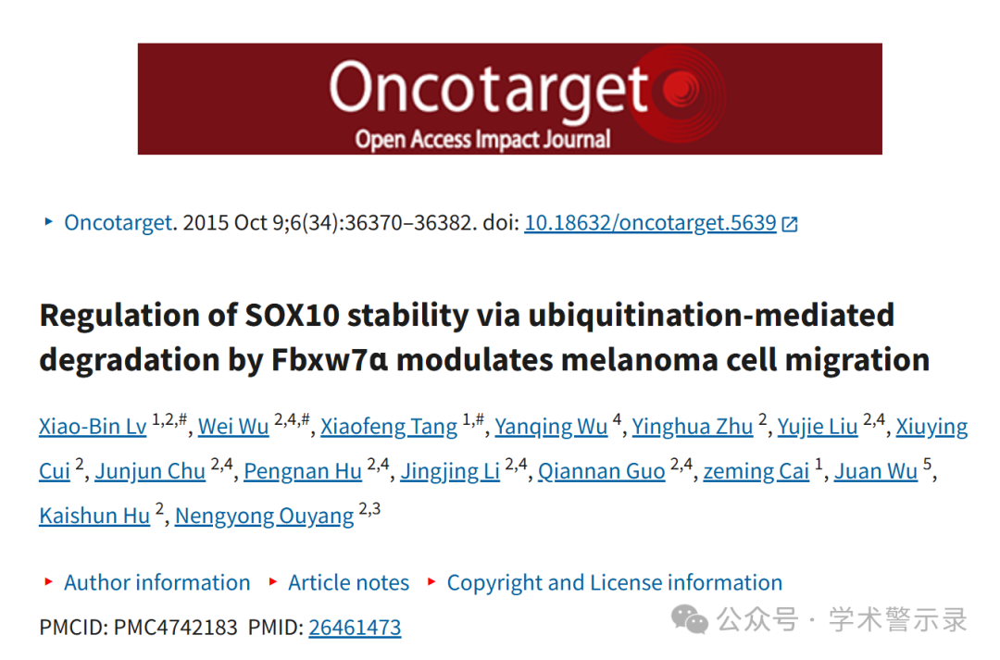 Oncotarget
Open Access Impact Journal
‣ Oncotarget. 2015 Oct 9;6(34):36370–36382. doi: 10.18632/oncotarget.5639
Regulation of SOX10 stability via ubiquitination-mediated
degradation by Fbxw7α modulates melanoma cell migration
Xiao-Bin Lv 1,2,#, Wei Wu 2,4,#, Xiaofeng Tang 1,#, Yanqing Wu 4, Yinghua Zhu 2, Yujie Liu 2,4, Xiuying
Cui 2, Junjun Chu 2,4, Pengnan Hu 2,4, Jingjing Li 2,4, Qiannan Guo 2,4, zeming Cai 1, Juan Wu 5,
Kaishun Hu 2, Nengyong Ouyang 2,3
‣ Author information ‣ Article notes ‣ Copyright and License information
PMCID: PMC4742183 PMID: 26461473
公众号 · 学术警示录